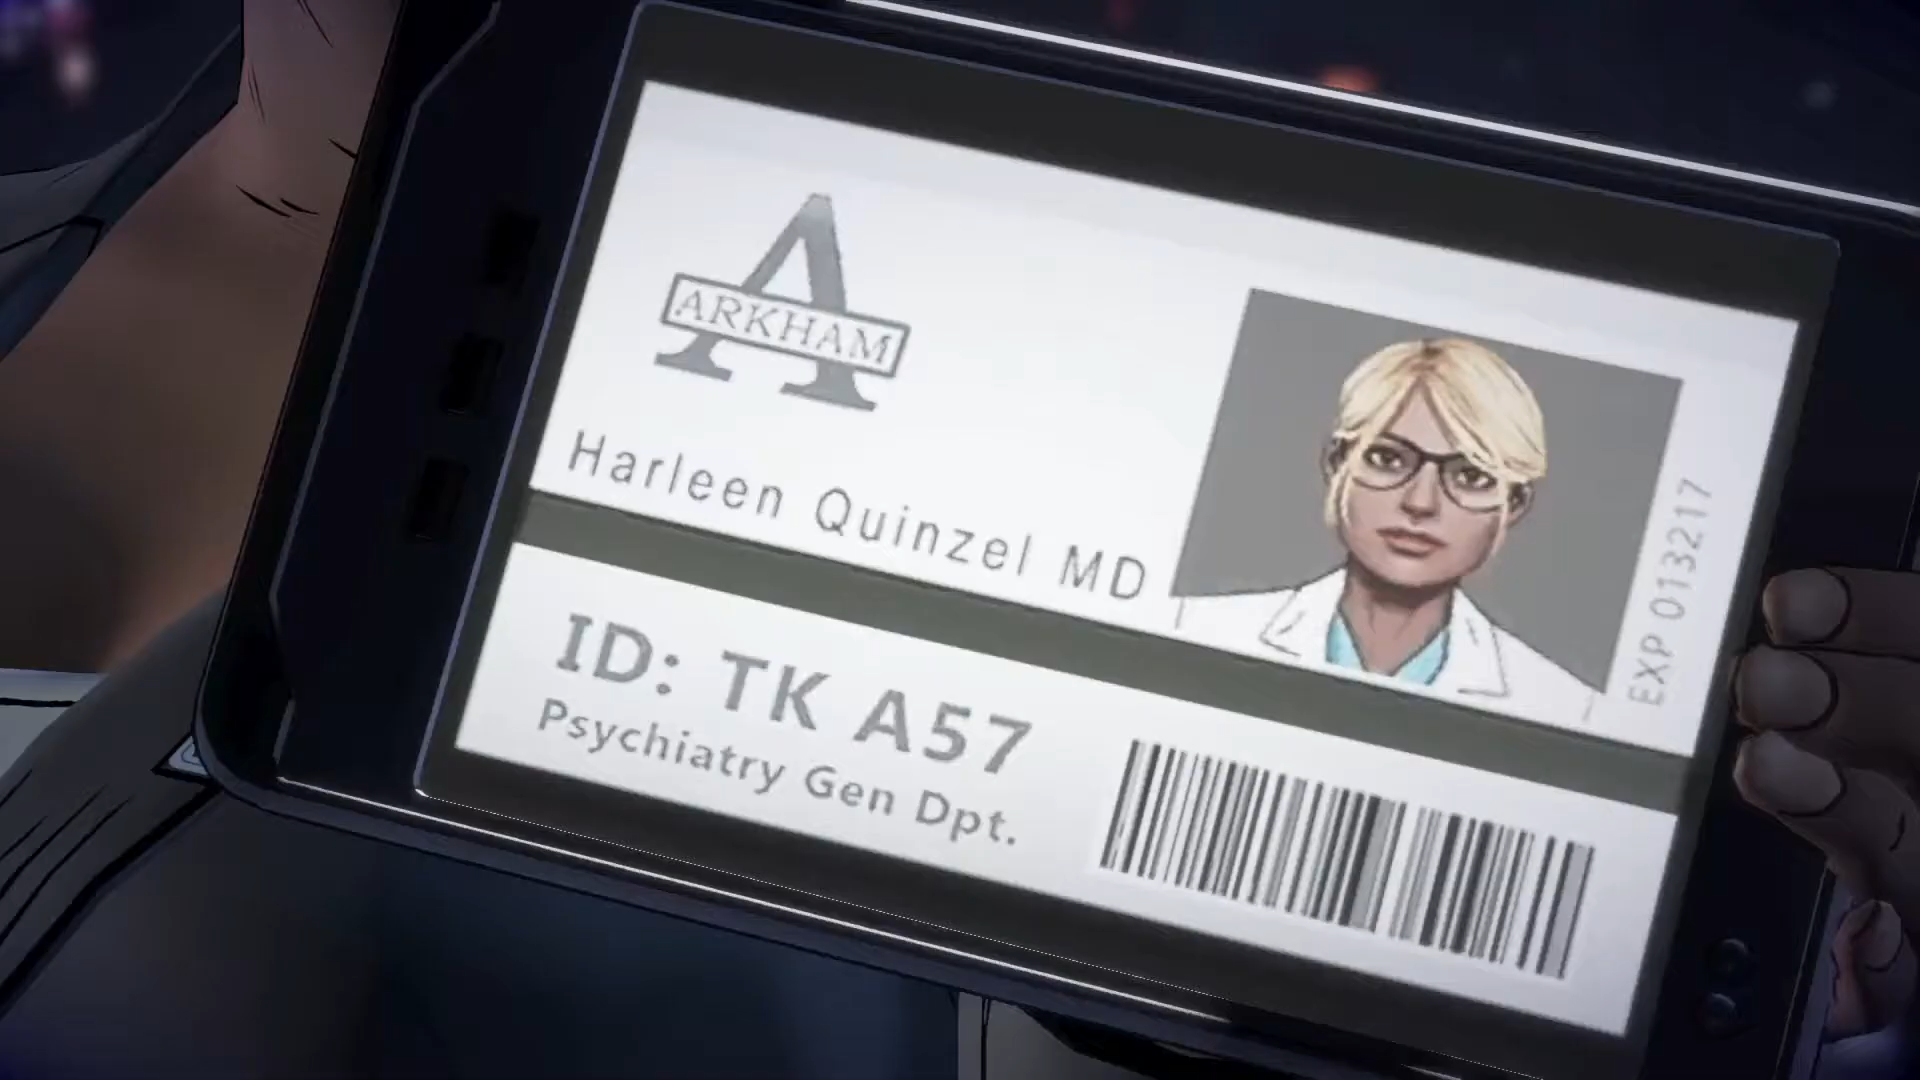 ARKHAM
Harleen Quinzel MD
EXP 013217
ID: TK A57
Psychiatry Gen Dpt.